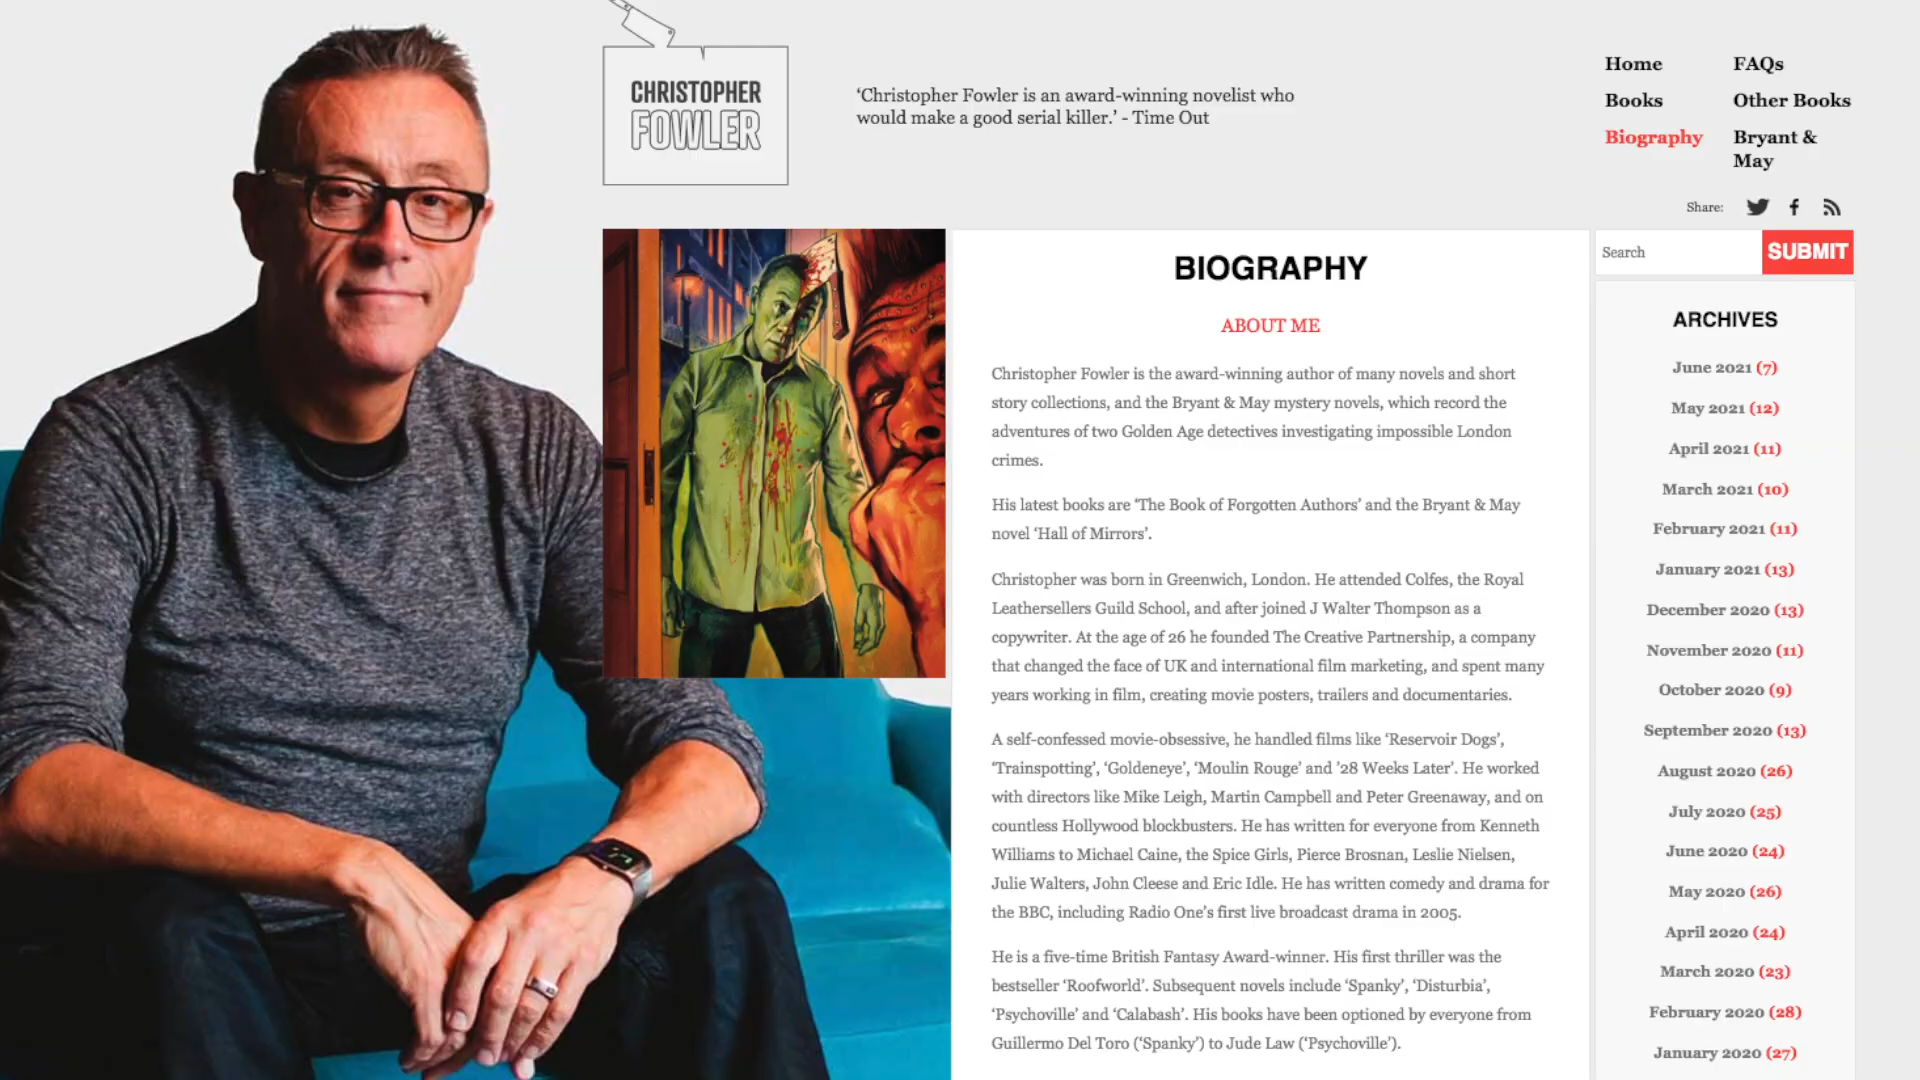 CHRISTOPHER
FOWLER
‘Christopher Fowler is an award-winning novelist who
would make a good serial killer.’ - Time Out
Home
FAQs
Books
Other Books
Biography
Bryant &
May
Share:
Search
SUBMIT
BIOGRAPHY
ABOUT ME
Christopher Fowler is the award-winning author of many novels and short
story collections, and the Bryant & May mystery novels, which record the
adventures of two Golden Age detectives investigating impossible London
crimes.
His latest books are ‘The Book of Forgotten Authors’ and the Bryant & May
novel ‘Hall of Mirrors’.
Christopher was born in Greenwich, London. He attended Colfes, the Royal
Leathersellers Guild School, and after joined J Walter Thompson as a
copywriter. At the age of 26 he founded The Creative Partnership, a company
that changed the face of UK and international film marketing, and spent many
years working in film, creating movie posters, trailers and documentaries.
A self-confessed movie-obsessive, he handled films like ‘Reservoir Dogs’,
‘Trainspotting’, ‘Goldeneye’, ‘Moulin Rouge’ and ’28 Weeks Later’. He worked
with directors like Mike Leigh, Martin Campbell and Peter Greenaway, and on
countless Hollywood blockbusters. He has written for everyone from Kenneth
Williams to Michael Caine, the Spice Girls, Pierce Brosnan, Leslie Nielsen,
Julie Walters, John Cleese and Eric Idle. He has written comedy and drama for
the BBC, including Radio One’s first live broadcast drama in 2005.
He is a five-time British Fantasy Award-winner. His first thriller was the
bestseller ‘Roofworld’. Subsequent novels include ‘Spanky’, ‘Disturbia’,
‘Psychoville’ and ‘Calabash’. His books have been optioned by everyone from
Guillermo Del Toro (‘Spanky’) to Jude Law (‘Psychoville’).
ARCHIVES
June 2021 (7)
May 2021 (12)
April 2021 (11)
March 2021 (10)
February 2021 (11)
January 2021 (13)
December 2020 (13)
November 2020 (11)
October 2020 (9)
September 2020 (13)
August 2020 (26)
July 2020 (25)
June 2020 (24)
May 2020 (26)
April 2020 (24)
March 2020 (23)
February 2020 (28)
January 2020 (27)